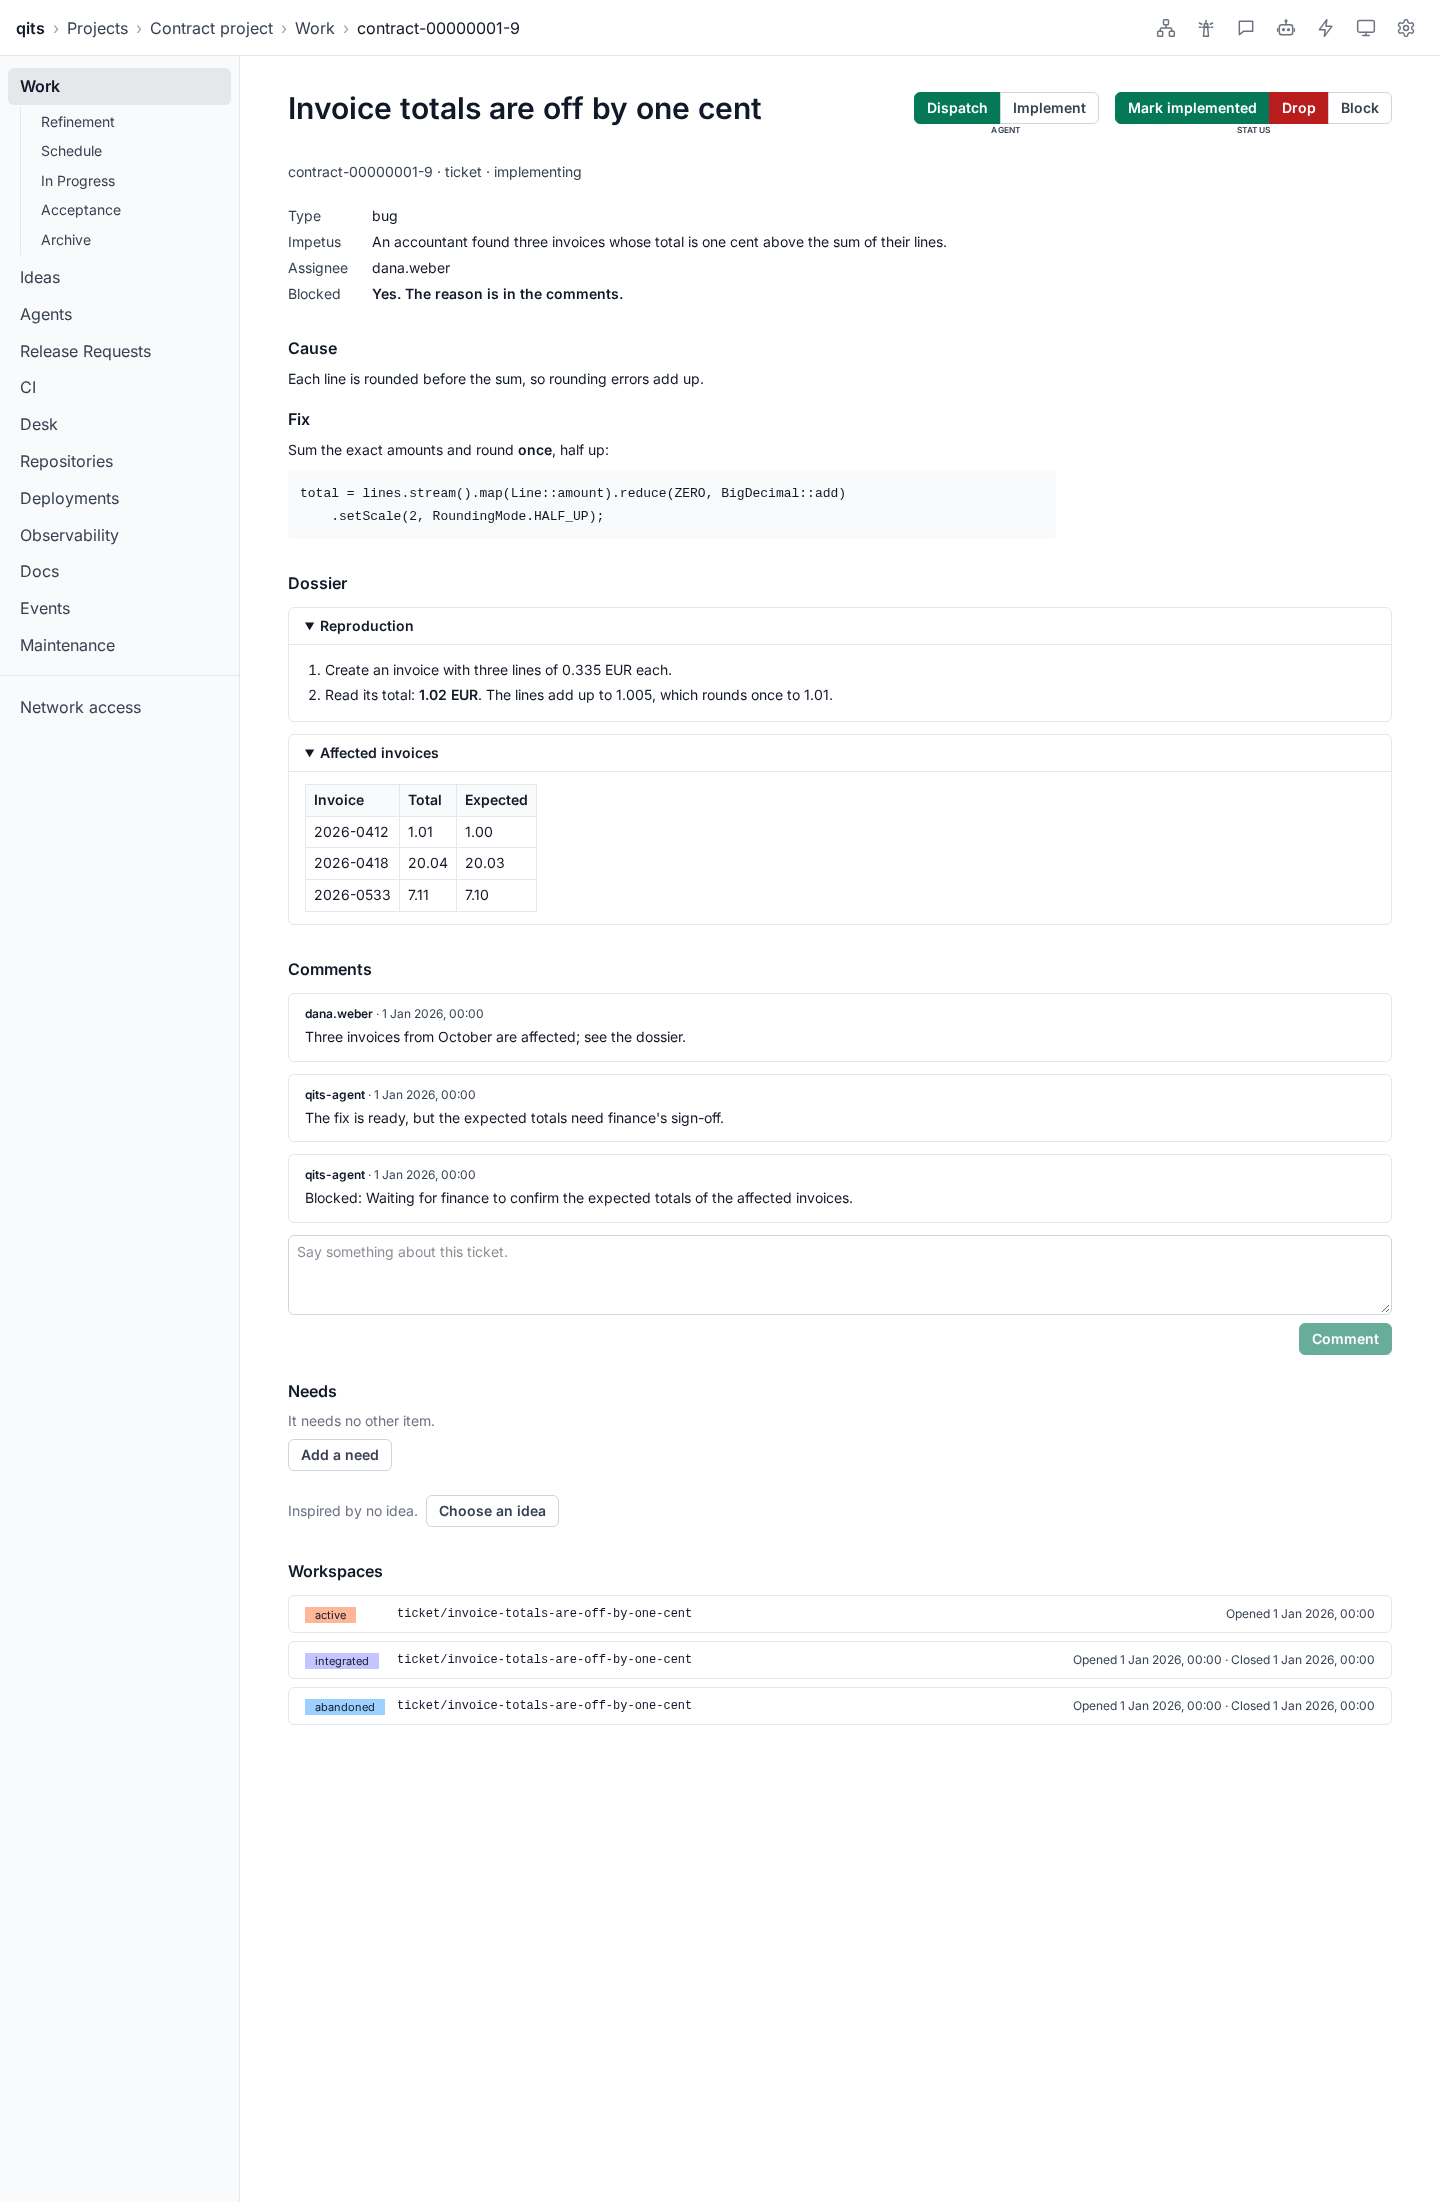 qits › Projects › Contract project › Work › contract-00000001-9
Work
Refinement
Schedule
In Progress
Acceptance
Archive
Ideas
Agents
Release Requests
CI
Desk
Repositories
Deployments
Observability
Docs
Events
Maintenance
Network access
Invoice totals are off by one cent
Dispatch Implement
AGENT
Mark implemented Drop Block
STATUS
contract-00000001-9 · ticket · implementing
Type bug
Impetus An accountant found three invoices whose total is one cent above the sum of their lines.
Assignee dana.weber
Blocked Yes. The reason is in the comments.
Cause
Each line is rounded before the sum, so rounding errors add up.
Fix
Sum the exact amounts and round once, half up:
total = lines.stream().map(Line::amount).reduce(ZERO, BigDecimal::add)
    .setScale(2, RoundingMode.HALF_UP);
Dossier
▼ Reproduction
1. Create an invoice with three lines of 0.335 EUR each.
2. Read its total: 1.02 EUR. The lines add up to 1.005, which rounds once to 1.01.
▼ Affected invoices
Invoice Total Expected
2026-0412 1.01 1.00
2026-0418 20.04 20.03
2026-0533 7.11 7.10
Comments
dana.weber · 1 Jan 2026, 00:00
Three invoices from October are affected; see the dossier.
qits-agent · 1 Jan 2026, 00:00
The fix is ready, but the expected totals need finance's sign-off.
qits-agent · 1 Jan 2026, 00:00
Blocked: Waiting for finance to confirm the expected totals of the affected invoices.
Say something about this ticket.
Comment
Needs
It needs no other item.
Add a need
Inspired by no idea. Choose an idea
Workspaces
active ticket/invoice-totals-are-off-by-one-cent Opened 1 Jan 2026, 00:00
integrated ticket/invoice-totals-are-off-by-one-cent Opened 1 Jan 2026, 00:00 · Closed 1 Jan 2026, 00:00
abandoned ticket/invoice-totals-are-off-by-one-cent Opened 1 Jan 2026, 00:00 · Closed 1 Jan 2026, 00:00